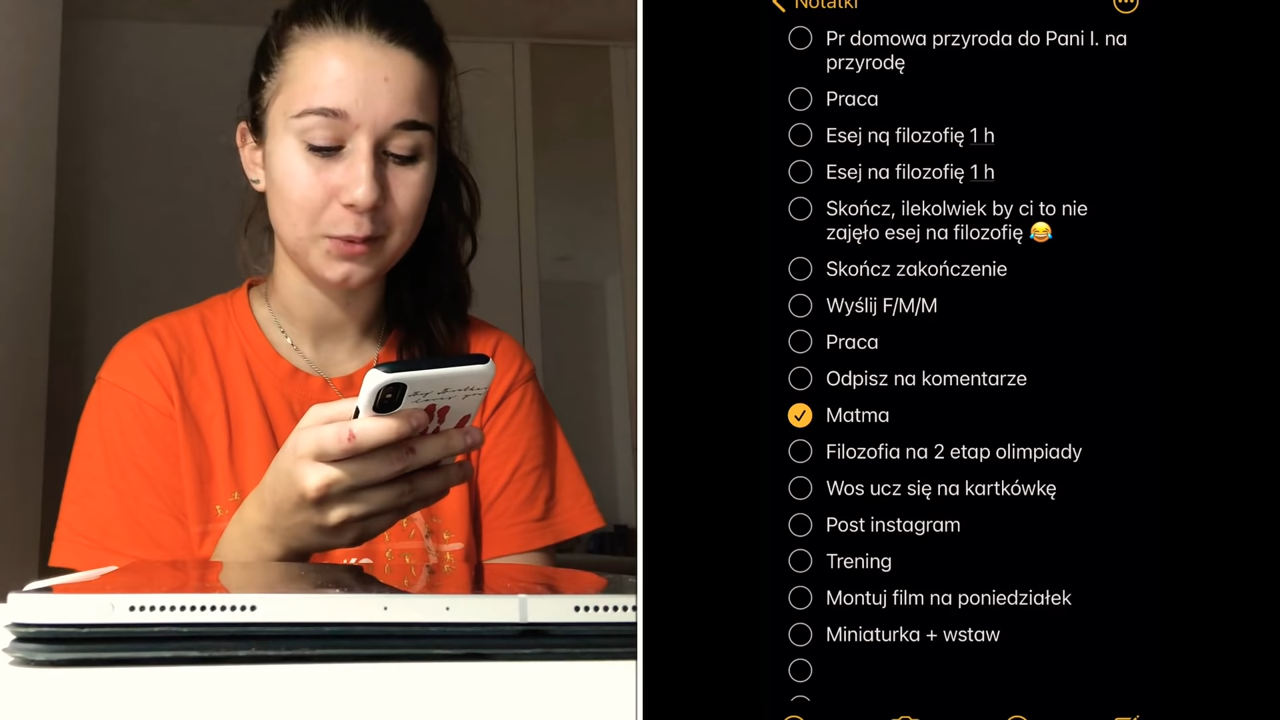 Notatki
Pr domowa przyroda do Pani I. na
przyrodę
Praca
Esej nq filozofię 1 h
Esej na filozofię 1 h
Skończ, ilekolwiek by ci to nie
zajęło esej na filozofię 😂
Skończ zakończenie
Wyślij F/M/M
Praca
Odpisz na komentarze
Matma
Filozofia na 2 etap olimpiady
Wos ucz się na kartkówkę
Post instagram
Trening
Montuj film na poniedziałek
Miniaturka + wstaw